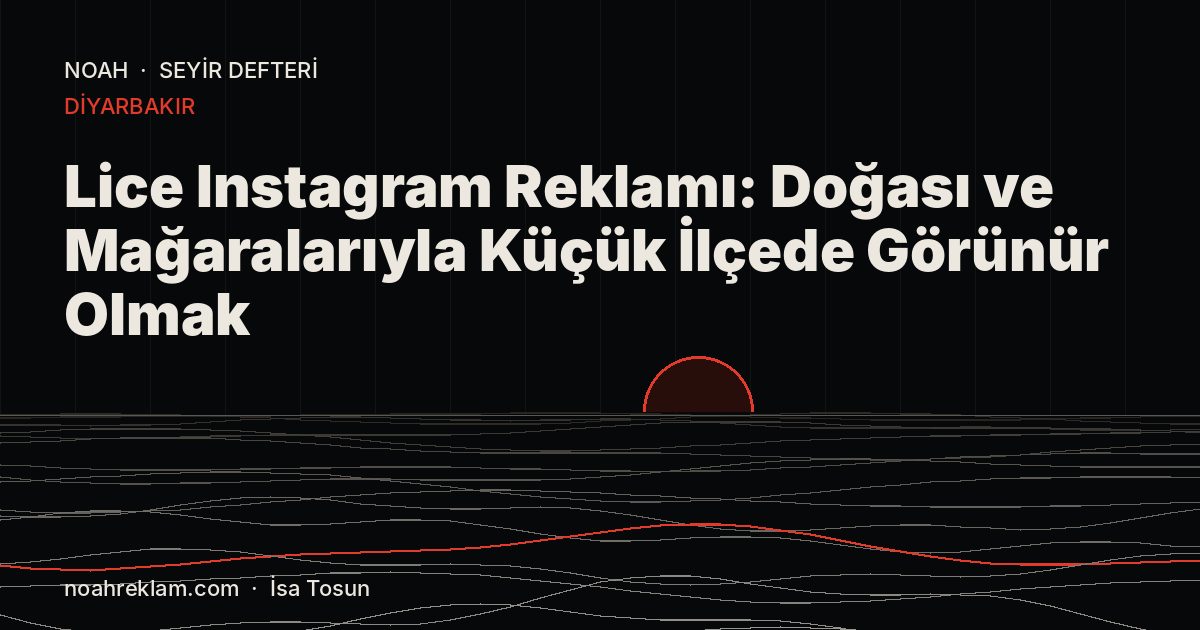 NOAH · SEYİR DEFTERİ
DİYARBAKIR
Lice Instagram Reklamı: Doğası ve
Mağaralarıyla Küçük İlçede Görünür
Olmak
noahreklam.com · İsa Tosun